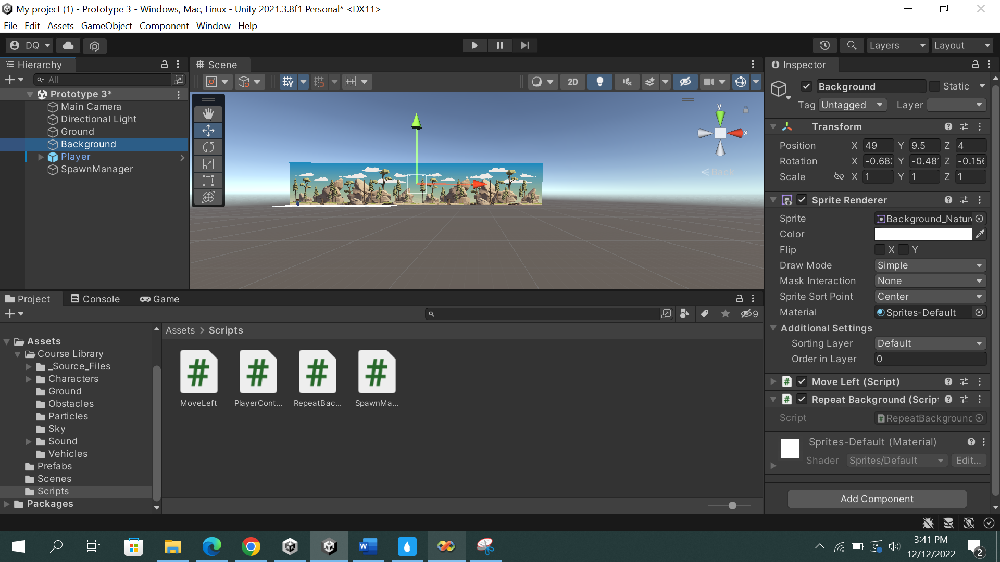 My project (1) - Prototype 3 - Windows, Mac, Linux - Unity 2021.3.8f1 Personal* <DX11>
File Edit Assets GameObject Component Window Help
DQ Layers Layout
Hierarchy
All
Prototype 3*
Main Camera
Directional Light
Ground
Background
Player
SpawnManager
Scene
2D
y
x
Back
Inspector
Background Static
Tag Untagged Layer
Transform
Position X 49 Y 9.5 Z 4
Rotation X -0.68 Y -0.48 Z -0.156
Scale X 1 Y 1 Z 1
Sprite Renderer
Sprite Background_Natur
Color
Flip X Y
Draw Mode Simple
Mask Interaction None
Sprite Sort Point Center
Material Sprites-Default
Additional Settings
Sorting Layer Default
Order in Layer 0
Move Left (Script)
Repeat Background (Scrip
Script RepeatBackground
Sprites-Default (Material)
Shader Sprites/Default Edit...
Add Component
Project Console Game
9
Assets
Course Library
_Source_Files
Characters
Ground
Obstacles
Particles
Sky
Sound
Vehicles
Prefabs
Scenes
Scripts
Packages
Assets > Scripts
MoveLeft PlayerCont... RepeatBac... SpawnMa...
3:41 PM
12/12/2022
2